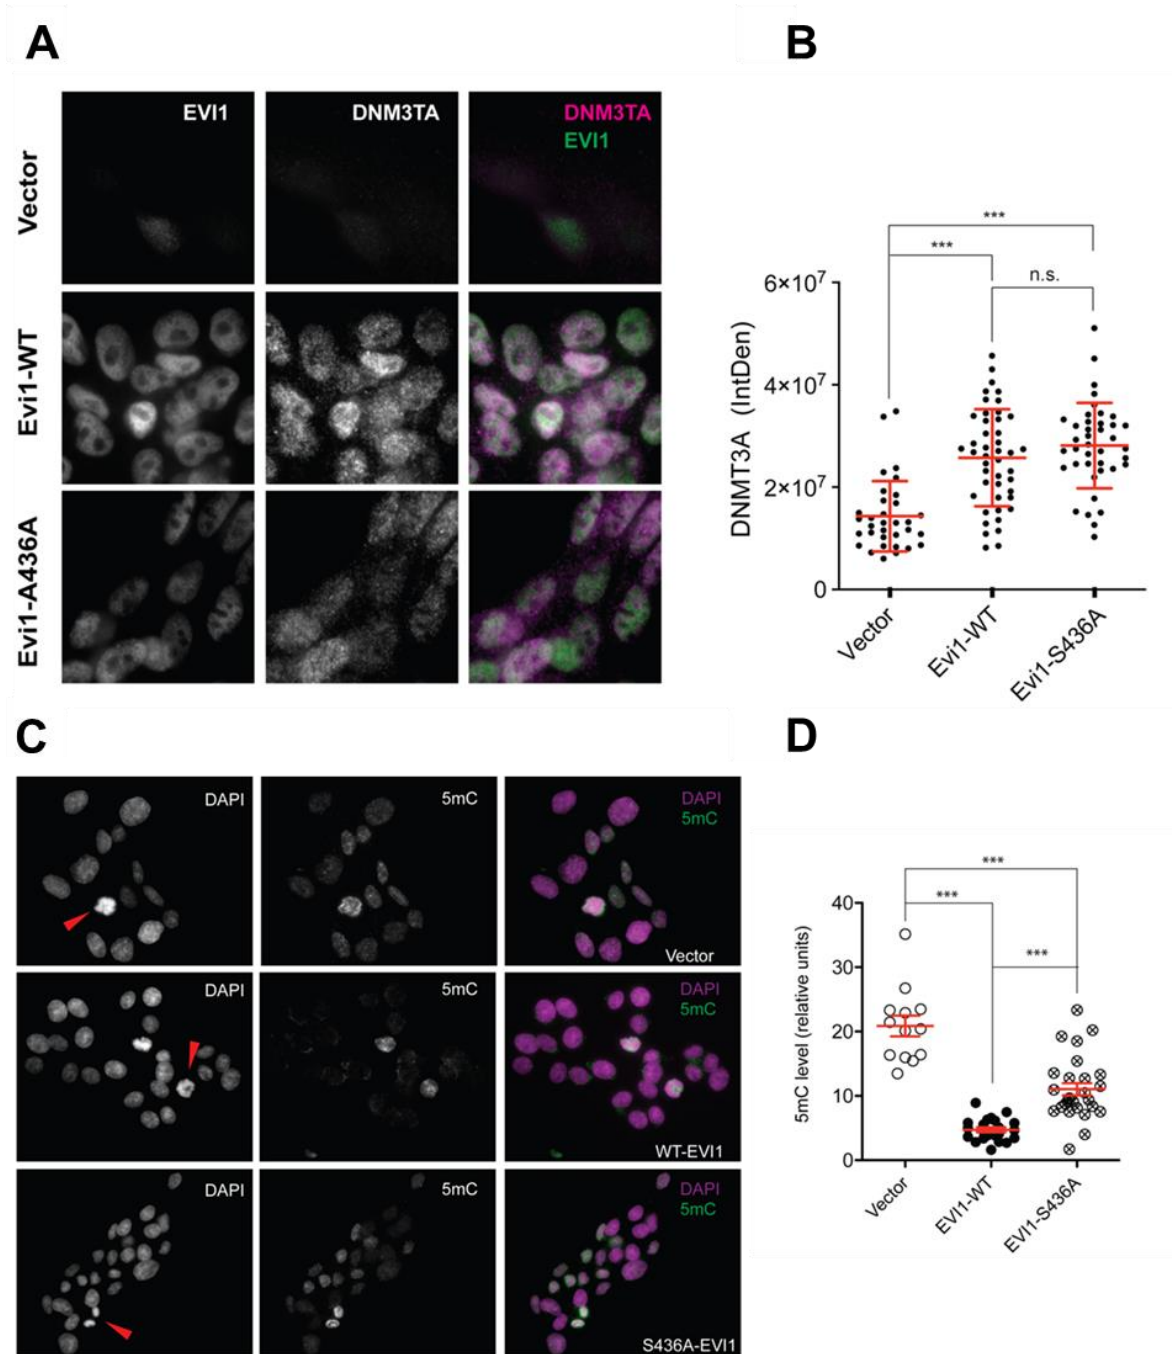 A
EVI1
DNM3TA
DNM3TA
EVI1
Vector
Evi1-WT
Evi1-A436A
B
***
***
n.s.
6×10⁷
4×10⁷
2×10⁷
0
DNMT3A (IntDen)
Vector
Evi1-WT
Evi1-S436A
C
DAPI
5mC
DAPI
5mC
Vector
DAPI
5mC
DAPI
5mC
WT-EVI1
DAPI
5mC
DAPI
5mC
S436A-EVI1
D
***
***
***
40
30
20
10
0
5mC level (relative units)
Vector
EVI1-WT
EVI1-S436A